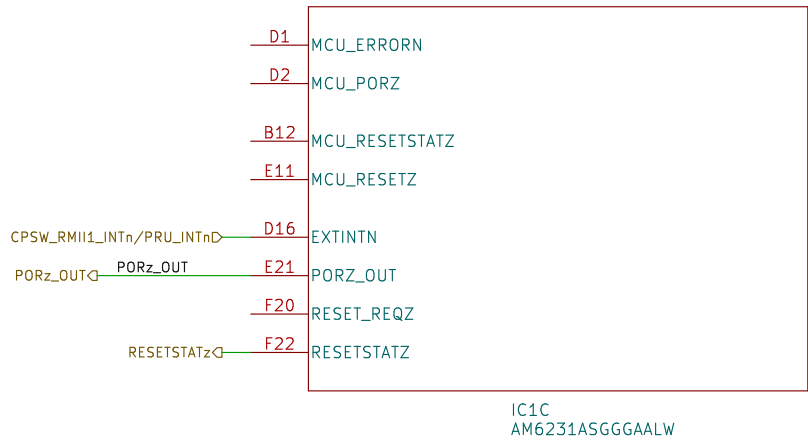 D1 MCU_ERRORN
D2 MCU_PORZ
B12 MCU_RESETSTATZ
E11 MCU_RESETZ
CPSW_RMII1_INTn/PRU_INTn D16 EXTINTN
PORz_OUT PORz_OUT E21 PORZ_OUT
F20 RESET_REQZ
RESETSTATz F22 RESETSTATZ
IC1C
AM6231ASGGGAALW